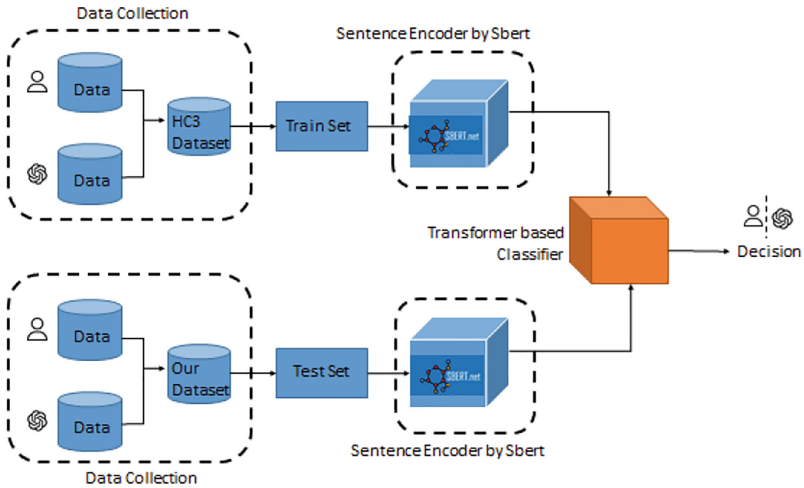 Data Collection
Sentence Encoder by Sbert
Data
HC3
Dataset
Train Set
SBERT.net
Data
Transformer based
Classifier
Decision
Data
Our
Dataset
Test Set
SBERT.net
Data
Sentence Encoder by Sbert
Data Collection